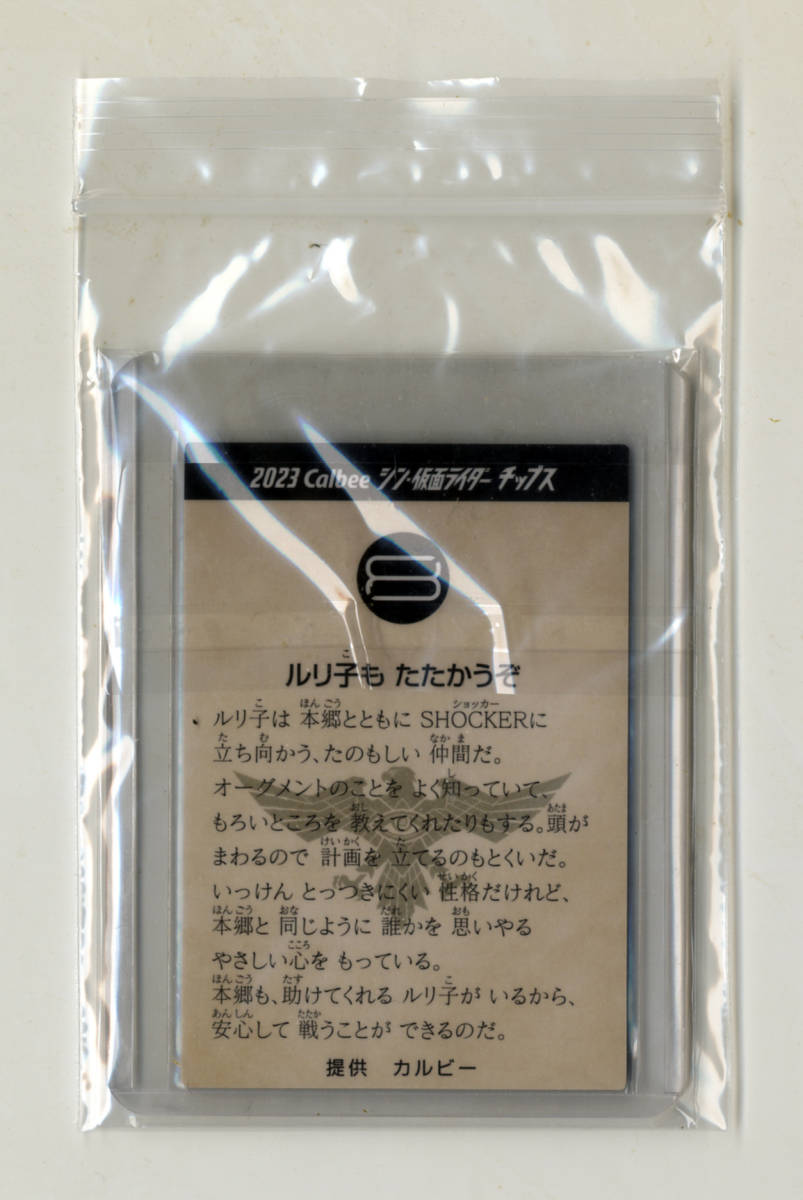 2023 Calbee シン・仮面ライダー チップス
8
ルリ子も たたかうぞ
ルリ子は 本郷とともに SHOCKERに
立ち向かう、たのもしい 仲間だ。
オーグメントのことを よく知っていて、
もろいところを 教えてくれたりもする。頭が
まわるので 計画を 立てるのもとくいだ。
いっけん とっつきにくい 性格だけれど、
本郷と 同じように 誰かを 思いやる
やさしい心を もっている。
本郷も、助けてくれる ルリ子が いるから、
安心して 戦うことが できるのだ。
提供 カルビー